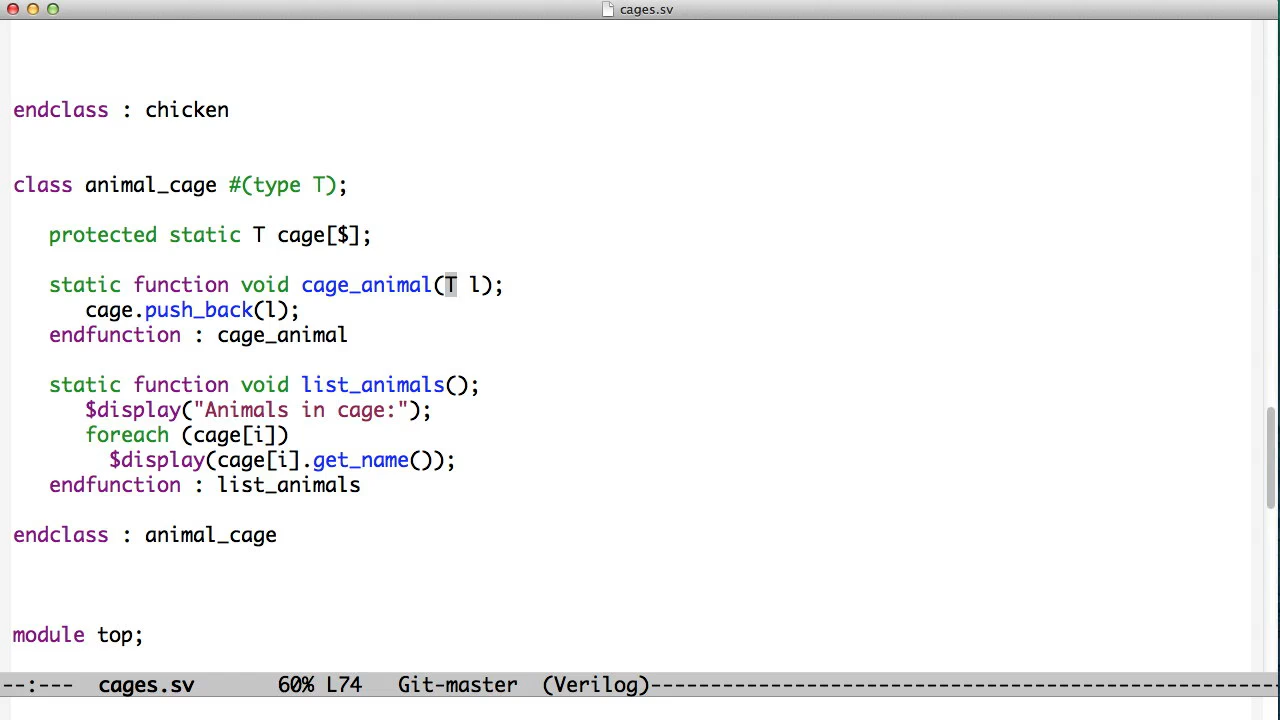 cages.sv
endclass : chicken
class animal_cage #(type T);
protected static T cage[$];
static function void cage_animal(T l);
cage.push_back(l);
endfunction : cage_animal
static function void list_animals();
$display("Animals in cage:");
foreach (cage[i])
$display(cage[i].get_name());
endfunction : list_animals
endclass : animal_cage
module top;
--:--- cages.sv 60% L74 Git-master (Verilog)----------------------------------------------------